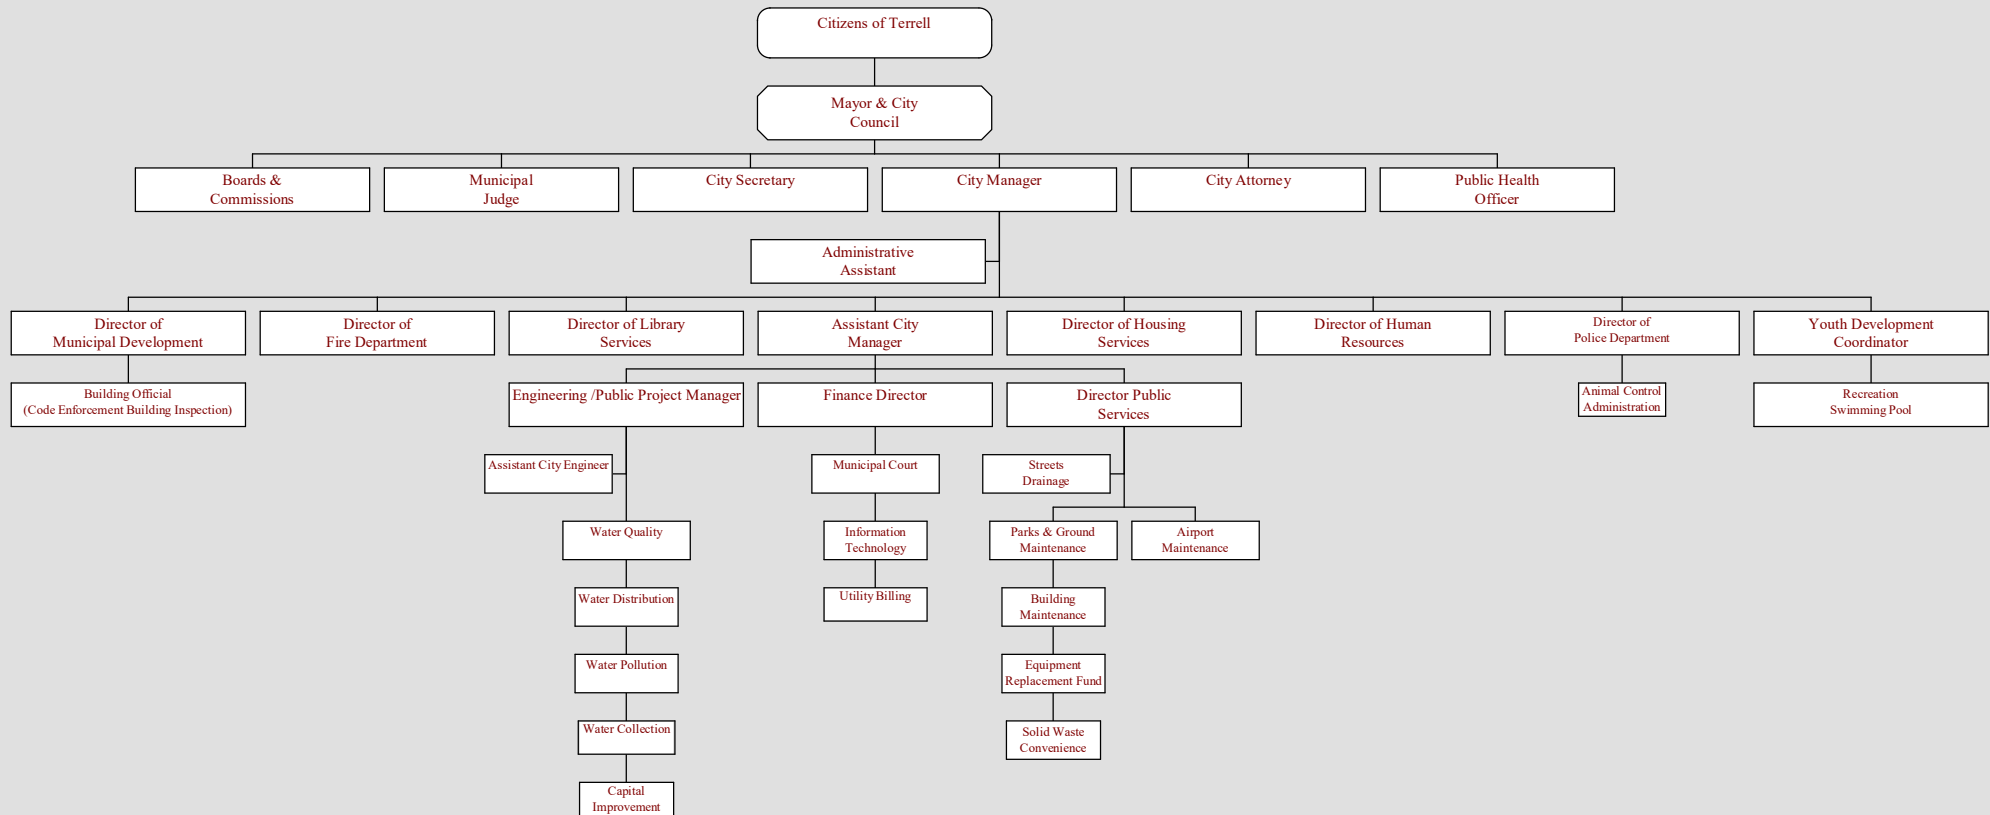 Citizens of Terrell
Mayor & City
Council
Boards &
Commissions
Municipal
Judge
City Secretary
City Manager
City Attorney
Public Health
Officer
Administrative
Assistant
Director of
Municipal Development
Director of
Fire Department
Director of Library
Services
Assistant City
Manager
Director of Housing
Services
Director of Human
Resources
Director of
Police Department
Youth Development
Coordinator
Building Official
(Code Enforcement Building Inspection)
Engineering /Public Project Manager
Finance Director
Director Public
Services
Animal Control
Administration
Recreation
Swimming Pool
Assistant City Engineer
Municipal Court
Streets
Drainage
Water Quality
Information
Technology
Parks & Ground
Maintenance
Airport
Maintenance
Water Distribution
Utility Billing
Building
Maintenance
Water Pollution
Equipment
Replacement Fund
Water Collection
Solid Waste
Convenience
Capital
Improvement